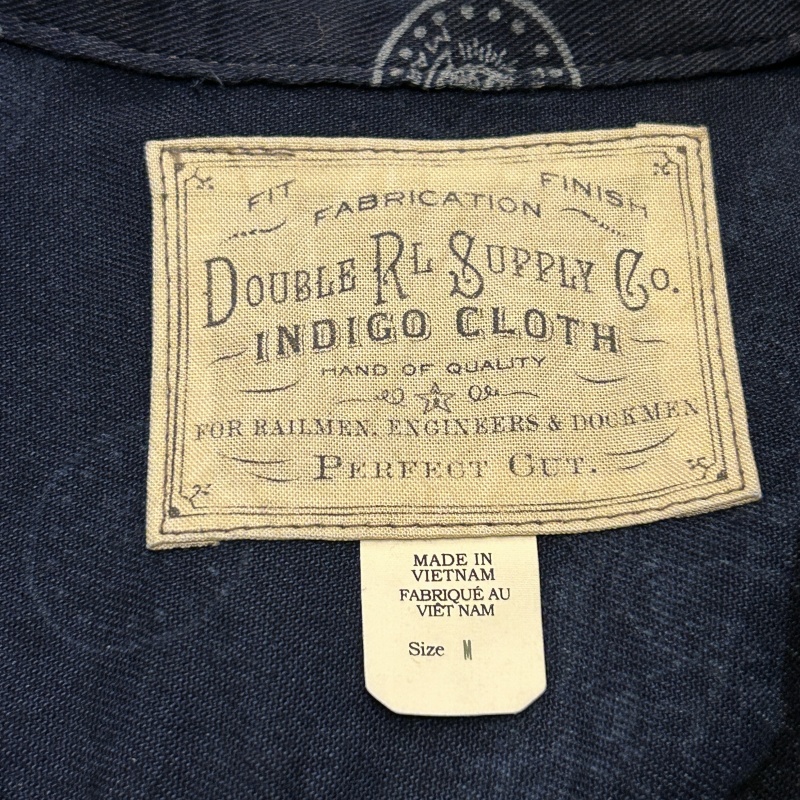 FIT FABRICATION FINISH
DOUBLE RL SUPPLY CO.
INDIGO CLOTH
HAND OF QUALITY
FOR RAILMEN, ENGINEERS & DOCKMEN
PERFECT CUT.
MADE IN
VIETNAM
FABRIQUÉ AU
VIÊT NAM
Size M